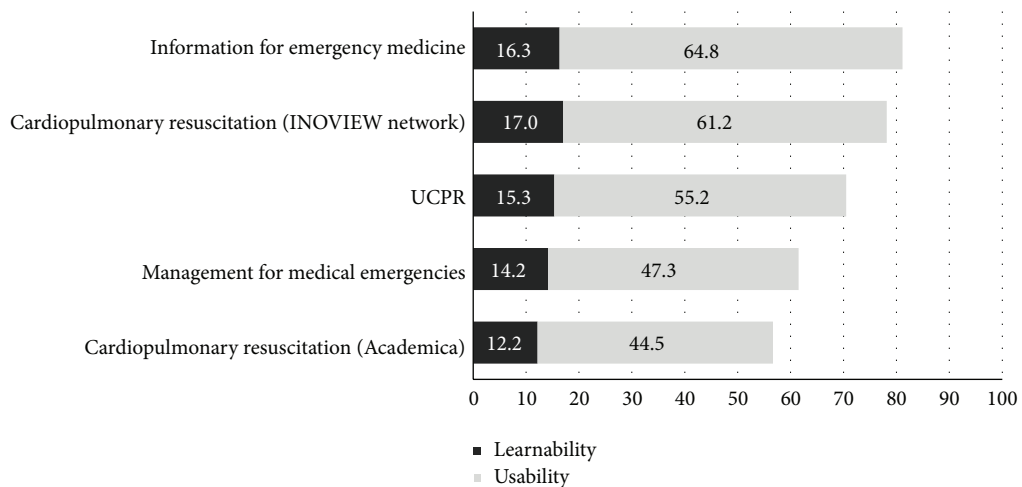 Information for emergency medicine
16.3 64.8
Cardiopulmonary resuscitation (INOVIEW network)
17.0 61.2
UCPR
15.3 55.2
Management for medical emergencies
14.2 47.3
Cardiopulmonary resuscitation (Academica)
12.2 44.5
0 10 20 30 40 50 60 70 80 90 100
Learnability
Usability